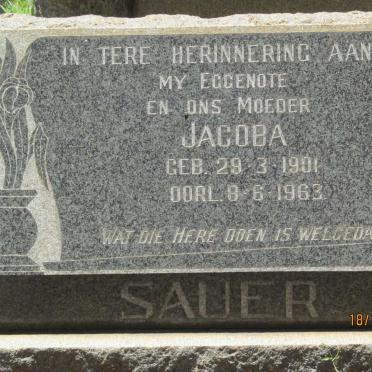 IN TERE HERINNERING AAN
MY EGGENOTE
EN ONS MOEDER
JACOBA
GEB. 29-3-1901
OORL. 8-6-1963
WAT DIE HERE DOEN IS
SAUER
18/